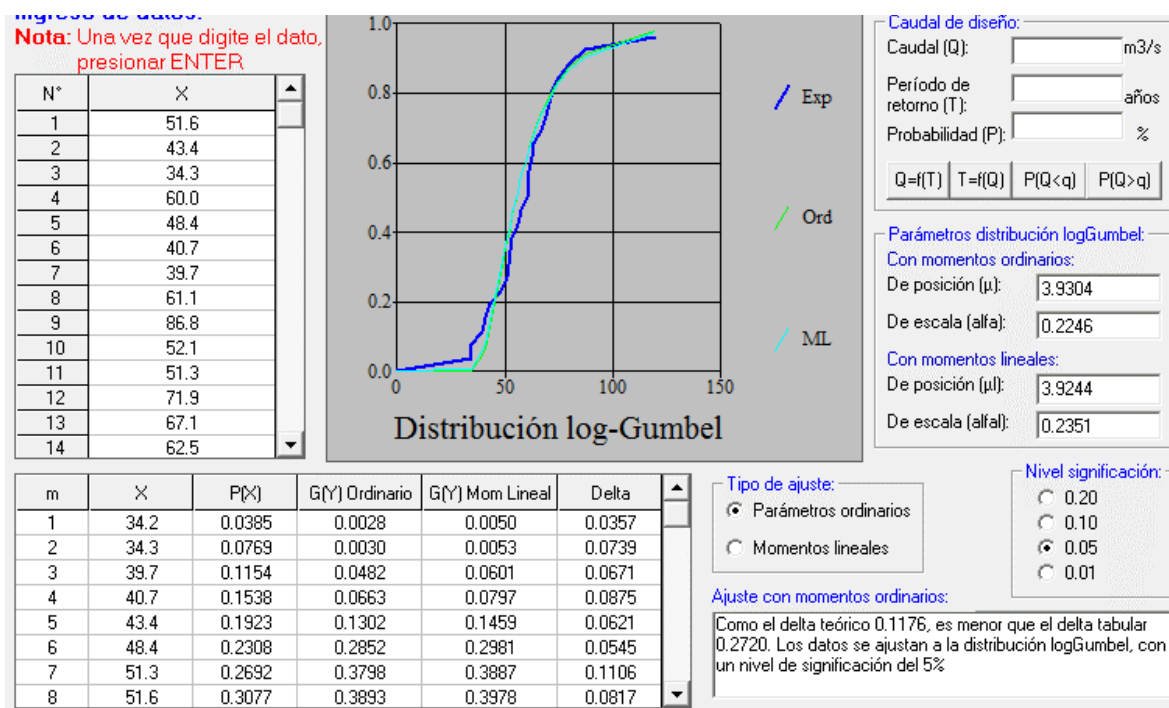 Ingreso de datos:
Nota: Una vez que digite el dato,
presionar ENTER
N° X
1 51.6
2 43.4
3 34.3
4 60.0
5 48.4
6 40.7
7 39.7
8 61.1
9 86.8
10 52.1
11 51.3
12 71.9
13 67.1
14 62.5
1.0
0.8
0.6
0.4
0.2
0.0
0 50 100 150
Distribución log-Gumbel
Exp
Ord
ML
Caudal de diseño:
Caudal (Q): m3/s
Período de
retorno (T): años
Probabilidad (P): %
Q=f(T) T=f(Q) P(Q<q) P(Q>q)
Parámetros distribución logGumbel:
Con momentos ordinarios:
De posición (µ): 3.9304
De escala (alfa): 0.2246
Con momentos lineales:
De posición (µl): 3.9244
De escala (alfal): 0.2351
m X P(X) G(Y) Ordinario G(Y) Mom Lineal Delta
1 34.2 0.0385 0.0028 0.0050 0.0357
2 34.3 0.0769 0.0030 0.0053 0.0739
3 39.7 0.1154 0.0482 0.0601 0.0671
4 40.7 0.1538 0.0663 0.0797 0.0875
5 43.4 0.1923 0.1302 0.1459 0.0621
6 48.4 0.2308 0.2852 0.2981 0.0545
7 51.3 0.2692 0.3798 0.3887 0.1106
8 51.6 0.3077 0.3893 0.3978 0.0817
Tipo de ajuste:
Parámetros ordinarios
Momentos lineales
Nivel significación:
0.20
0.10
0.05
0.01
Ajuste con momentos ordinarios:
Como el delta teórico 0.1176, es menor que el delta tabular
0.2720. Los datos se ajustan a la distribución logGumbel, con
un nivel de significación del 5%